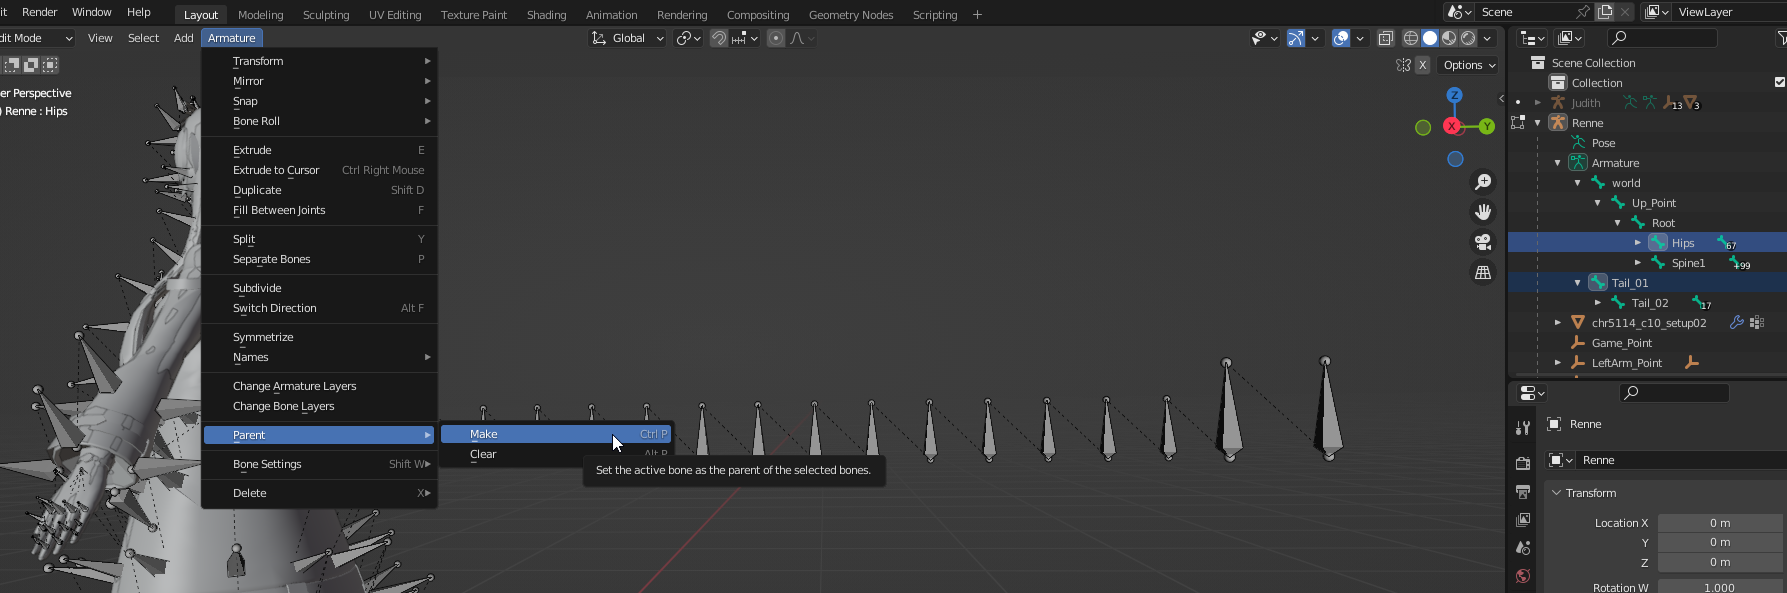 it Render Window Help Layout Modeling Sculpting UV Editing Texture Paint Shading Animation Rendering Compositing Geometry Nodes Scripting + Scene ViewLayer
dit Mode View Select Add Armature Global
X Options
er Perspective
) Renne : Hips
Transform
Mirror
Snap
Bone Roll
Extrude E
Extrude to Cursor Ctrl Right Mouse
Duplicate Shift D
Fill Between Joints F
Split Y
Separate Bones P
Subdivide
Switch Direction Alt F
Symmetrize
Names
Change Armature Layers
Change Bone Layers
Parent
Bone Settings Shift W
Delete X
Make Ctrl P
Clear Alt P
Set the active bone as the parent of the selected bones.
Z
X
Y
Scene Collection
Collection
Judith 13 3
Renne
Pose
Armature
world
Up_Point
Root
Hips 67
Spine1 +99
Tail_01
Tail_02 17
chr5114_c10_setup02
Game_Point
LeftArm_Point
Renne
Renne
Transform
Location X 0 m
Y 0 m
Z 0 m
Rotation W 1.000